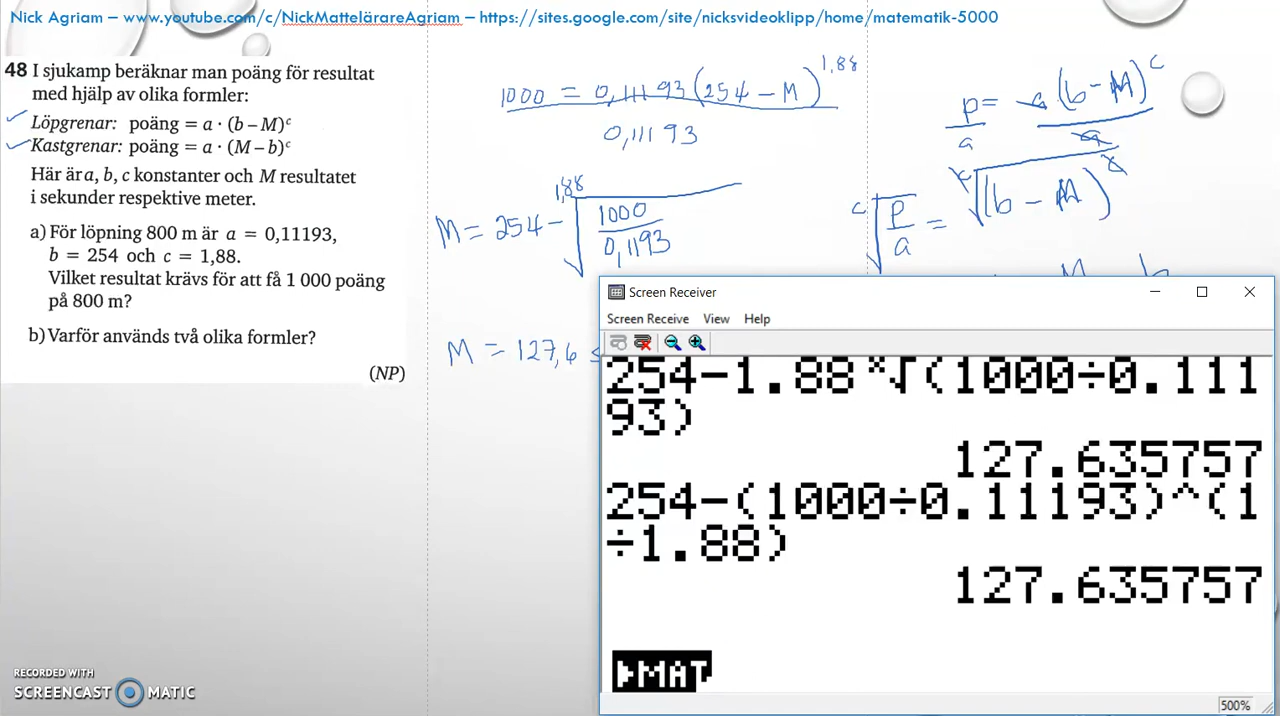 Nick Agriam – www.youtube.com/c/NickMattelärareAgriam – https://sites.google.com/site/nicksvideoklipp/home/matematik-5000
48 I sjukamp beräknar man poäng för resultat
med hjälp av olika formler:
Löpgrenar: poäng = a · (b – M)ᶜ
Kastgrenar: poäng = a · (M – b)ᶜ
Här är a, b, c konstanter och M resultatet
i sekunder respektive meter.
a) För löpning 800 m är a = 0,11193,
b = 254 och c = 1,88.
Vilket resultat krävs för att få 1 000 poäng
på 800 m?
b) Varför används två olika formler?
(NP)
1000 = 0,11193 (254 – M)^1,88
0,11193
M = 254 – 1,88√(1000
0,1193)
M = 127,6 s
p = a (b – M)ᶜ
a a
c√(p/a) = c√(b – M)ᶜ
M b
Screen Receiver
Screen Receive View Help
254-1.88ˣ√(1000÷0.111
93)
127.635757
254-(1000÷0.11193)^(1
÷1.88)
127.635757
▶MAT
500%
RECORDED WITH
SCREENCAST MATIC